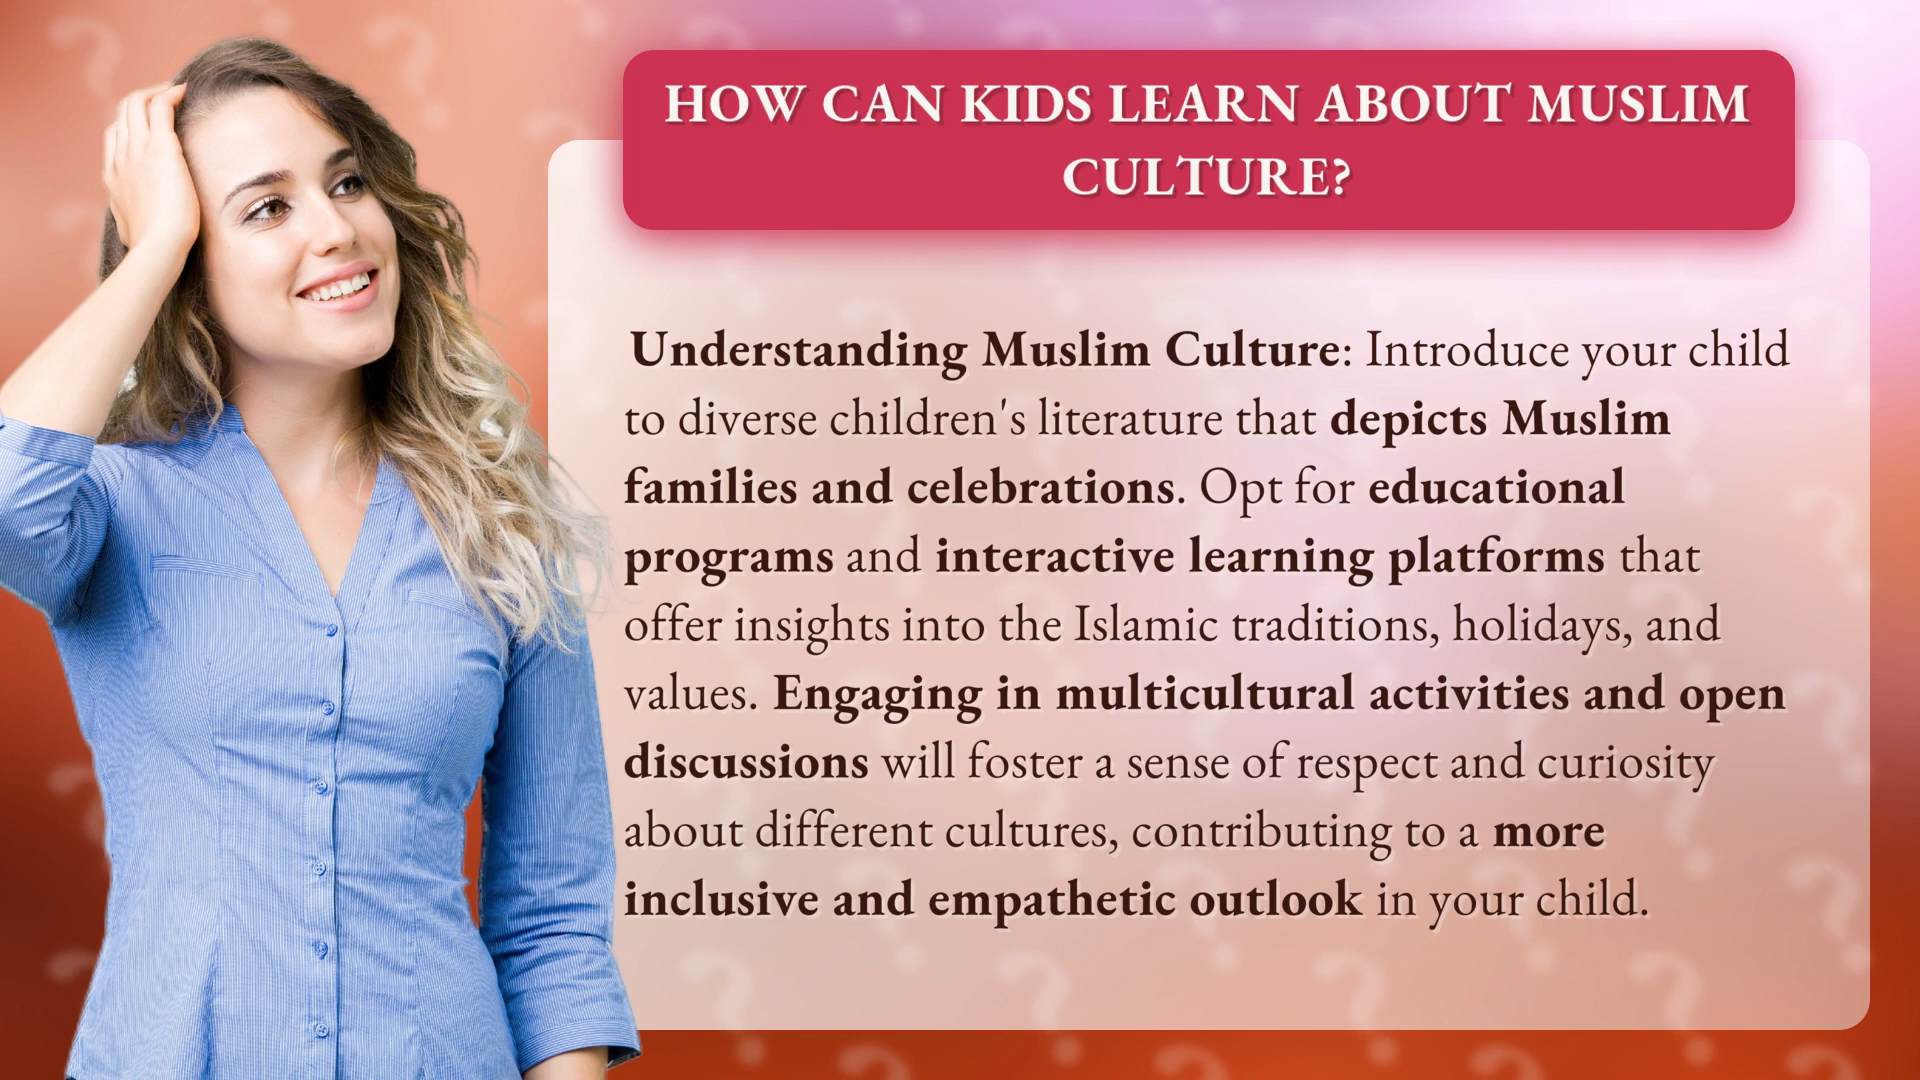 HOW CAN KIDS LEARN ABOUT MUSLIM
CULTURE?
Understanding Muslim Culture: Introduce your child
to diverse children's literature that depicts Muslim
families and celebrations. Opt for educational
programs and interactive learning platforms that
offer insights into the Islamic traditions, holidays, and
values. Engaging in multicultural activities and open
discussions will foster a sense of respect and curiosity
about different cultures, contributing to a more
inclusive and empathetic outlook in your child.